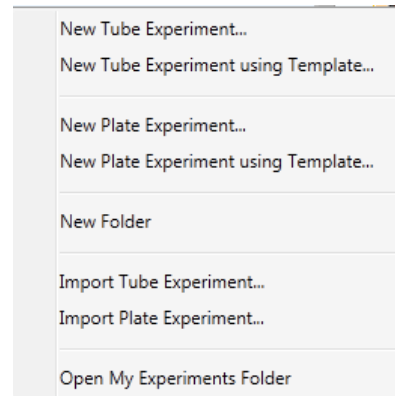 New Tube Experiment...
New Tube Experiment using Template...
New Plate Experiment...
New Plate Experiment using Template...
New Folder
Import Tube Experiment...
Import Plate Experiment...
Open My Experiments Folder